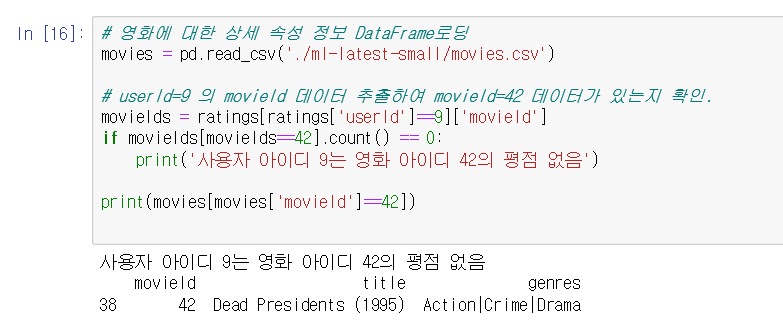 In [16]: # 영화에 대한 상세 속성 정보 DataFrame로딩
movies = pd.read_csv('./ml-latest-small/movies.csv')
# userId=9 의 movieId 데이터 추출하여 movieId=42 데이터가 있는지 확인.
movieIds = ratings[ratings['userId']==9]['movieId']
if movieIds[movieIds==42].count() == 0:
    print('사용자 아이디 9는 영화 아이디 42의 평점 없음')
print(movies[movies['movieId']==42])
사용자 아이디 9는 영화 아이디 42의 평점 없음
movieId title genres
38 42 Dead Presidents (1995) Action|Crime|Drama